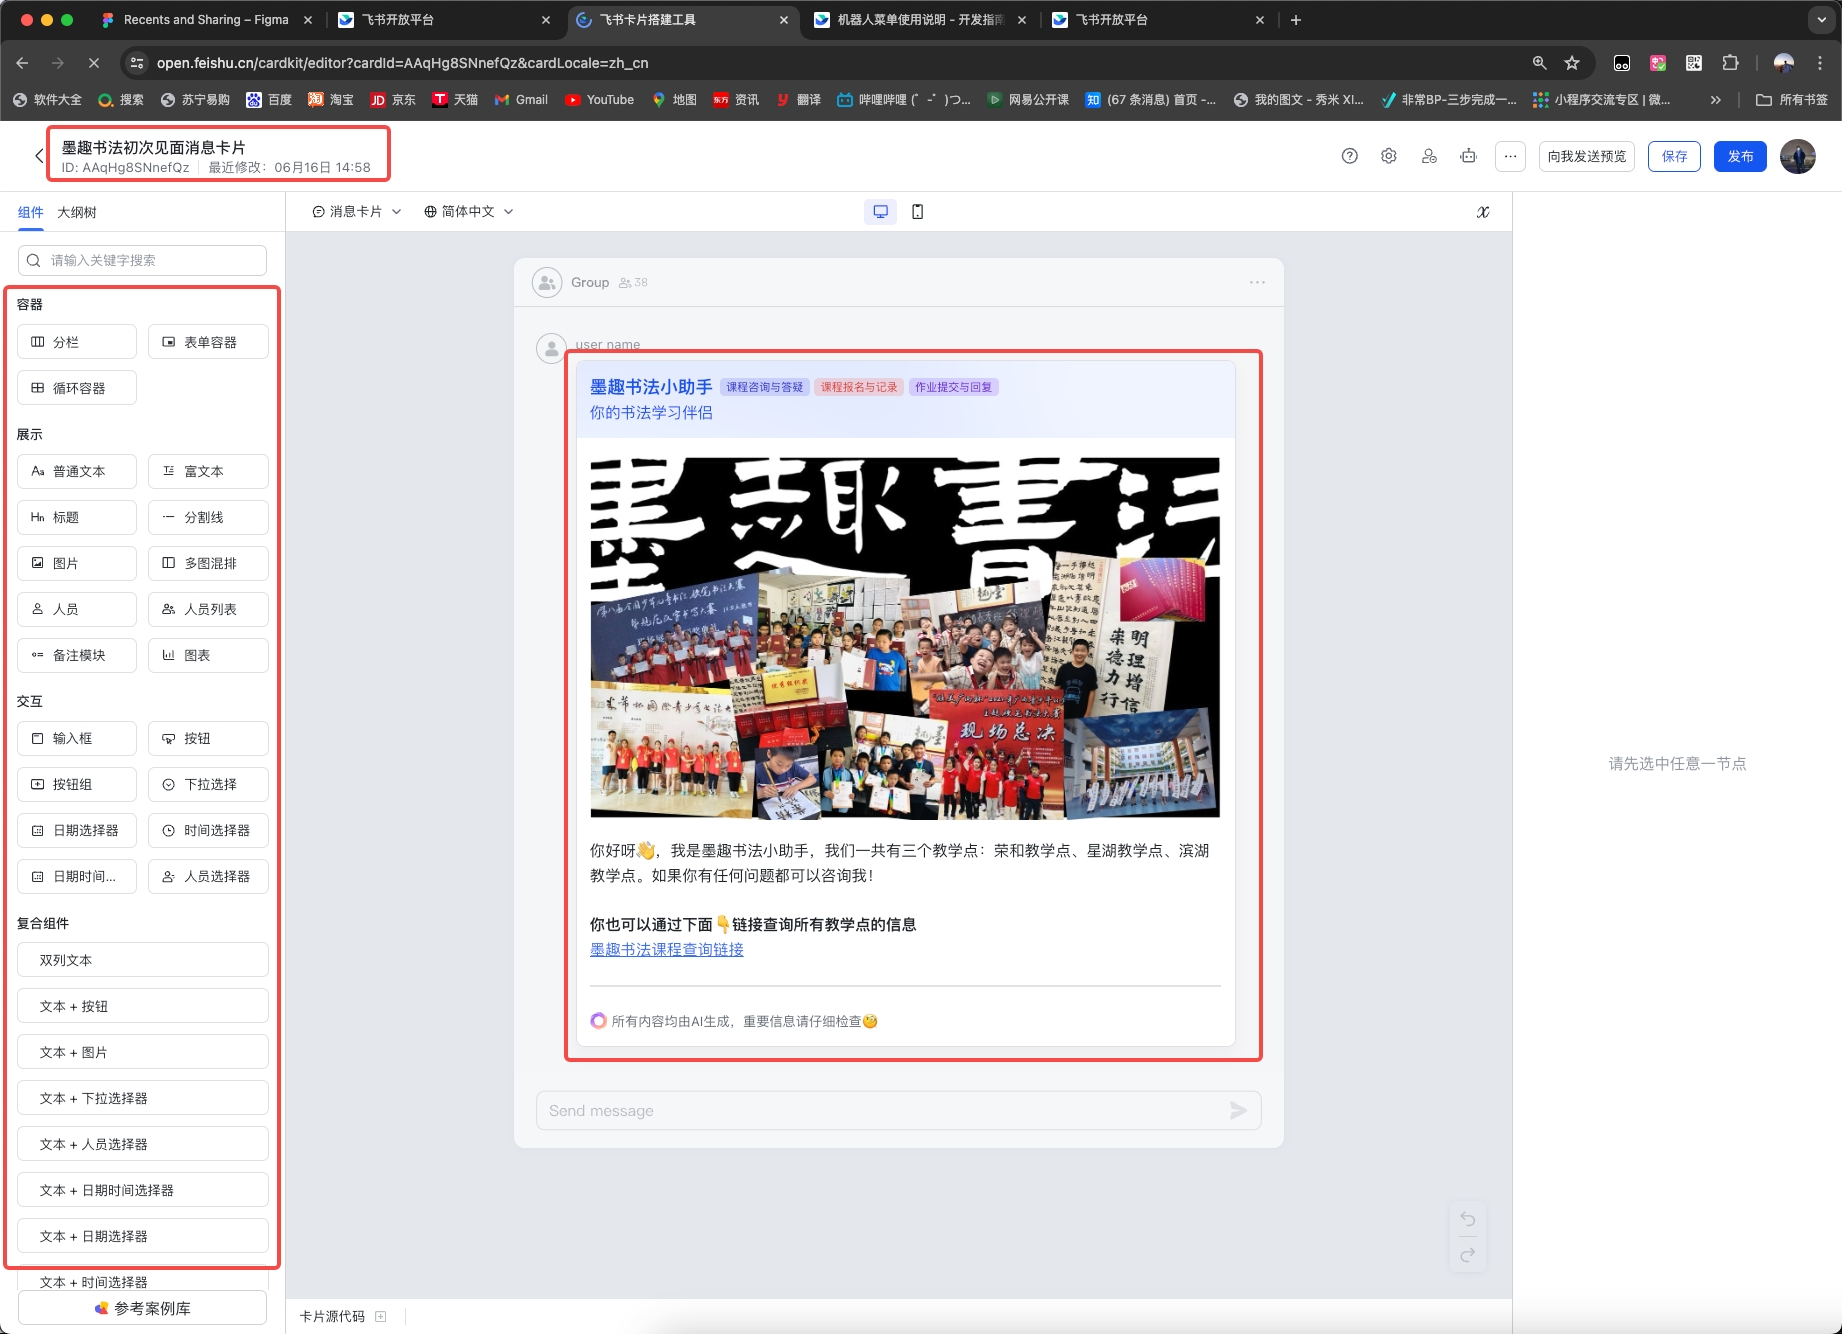 Recents and Sharing – Figma
飞书开放平台
飞书卡片搭建工具
机器人菜单使用说明 - 开发指南
飞书开放平台
open.feishu.cn/cardkit/editor?cardId=AAqHg8SNnefQz&cardLocale=zh_cn
软件大全 搜索 苏宁易购 百度 淘宝 京东 天猫 Gmail YouTube 地图 资讯 翻译 哔哩哔哩 (゜-゜)つ... 网易公开课 (67 条消息) 首页 -... 我的图文 - 秀米 XI... 非常BP-三步完成一... 小程序交流专区 | 微... 所有书签
墨趣书法初次见面消息卡片
ID: AAqHg8SNnefQz 最近修改：06月16日 14:58
向我发送预览 保存 发布
组件 大纲树
消息卡片 简体中文
请输入关键字搜索
容器
分栏 表单容器
循环容器
展示
普通文本 富文本
标题 分割线
图片 多图混排
人员 人员列表
备注模块 图表
交互
输入框 按钮
按钮组 下拉选择
日期选择器 时间选择器
日期时间... 人员选择器
复合组件
双列文本
文本 + 按钮
文本 + 图片
文本 + 下拉选择器
文本 + 人员选择器
文本 + 日期时间选择器
文本 + 日期选择器
文本 + 时间选择器
参考案例库
Group 38
user name
墨趣书法小助手 课程咨询与答疑 课程报名与记录 作业提交与回复
你的书法学习伴侣
墨趣書法
崇明
德理
力增
行信
现场总决
你好呀👋，我是墨趣书法小助手，我们一共有三个教学点：荣和教学点、星湖教学点、滨湖
教学点。如果你有任何问题都可以咨询我！
你也可以通过下面👇链接查询所有教学点的信息
墨趣书法课程查询链接
所有内容均由AI生成，重要信息请仔细检查🧐
Send message
卡片源代码
请先选中任意一节点